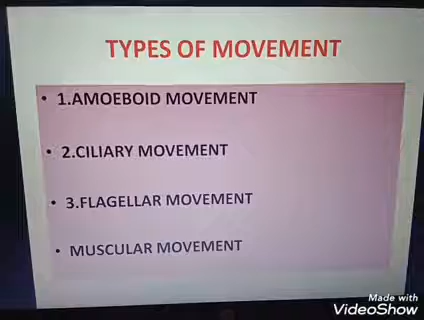 TYPES OF MOVEMENT
• 1.AMOEBOID MOVEMENT
• 2.CILIARY MOVEMENT
• 3.FLAGELLAR MOVEMENT
• MUSCULAR MOVEMENT
Made with
VideoShow